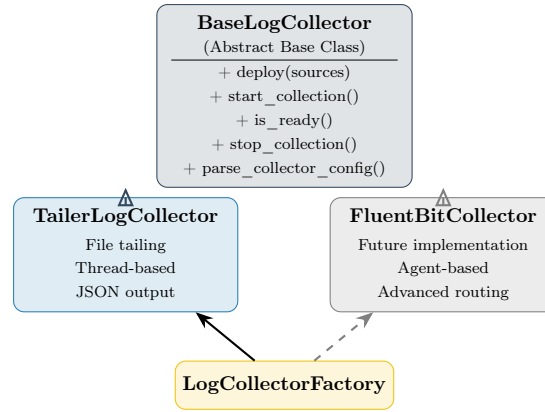 BaseLogCollector
(Abstract Base Class)
+ deploy(sources)
+ start_collection()
+ is_ready()
+ stop_collection()
+ parse_collector_config()
TailerLogCollector
File tailing
Thread-based
JSON output
FluentBitCollector
Future implementation
Agent-based
Advanced routing
LogCollectorFactory